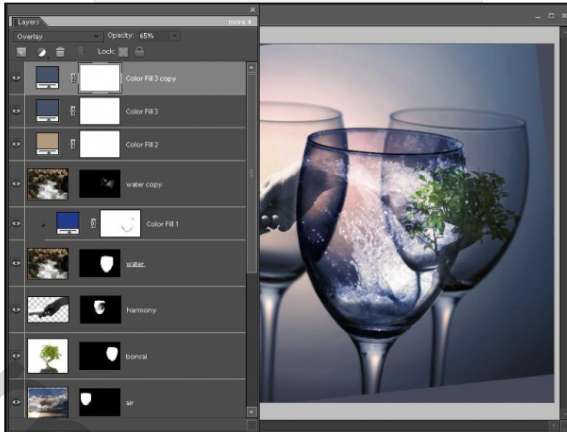 Layers
more
Overlay Opacity: 65%
Lock:
Color Fill 3 copy
Color Fill 3
Color Fill 2
water copy
Color Fill 1
water
harmony
bonsai
air